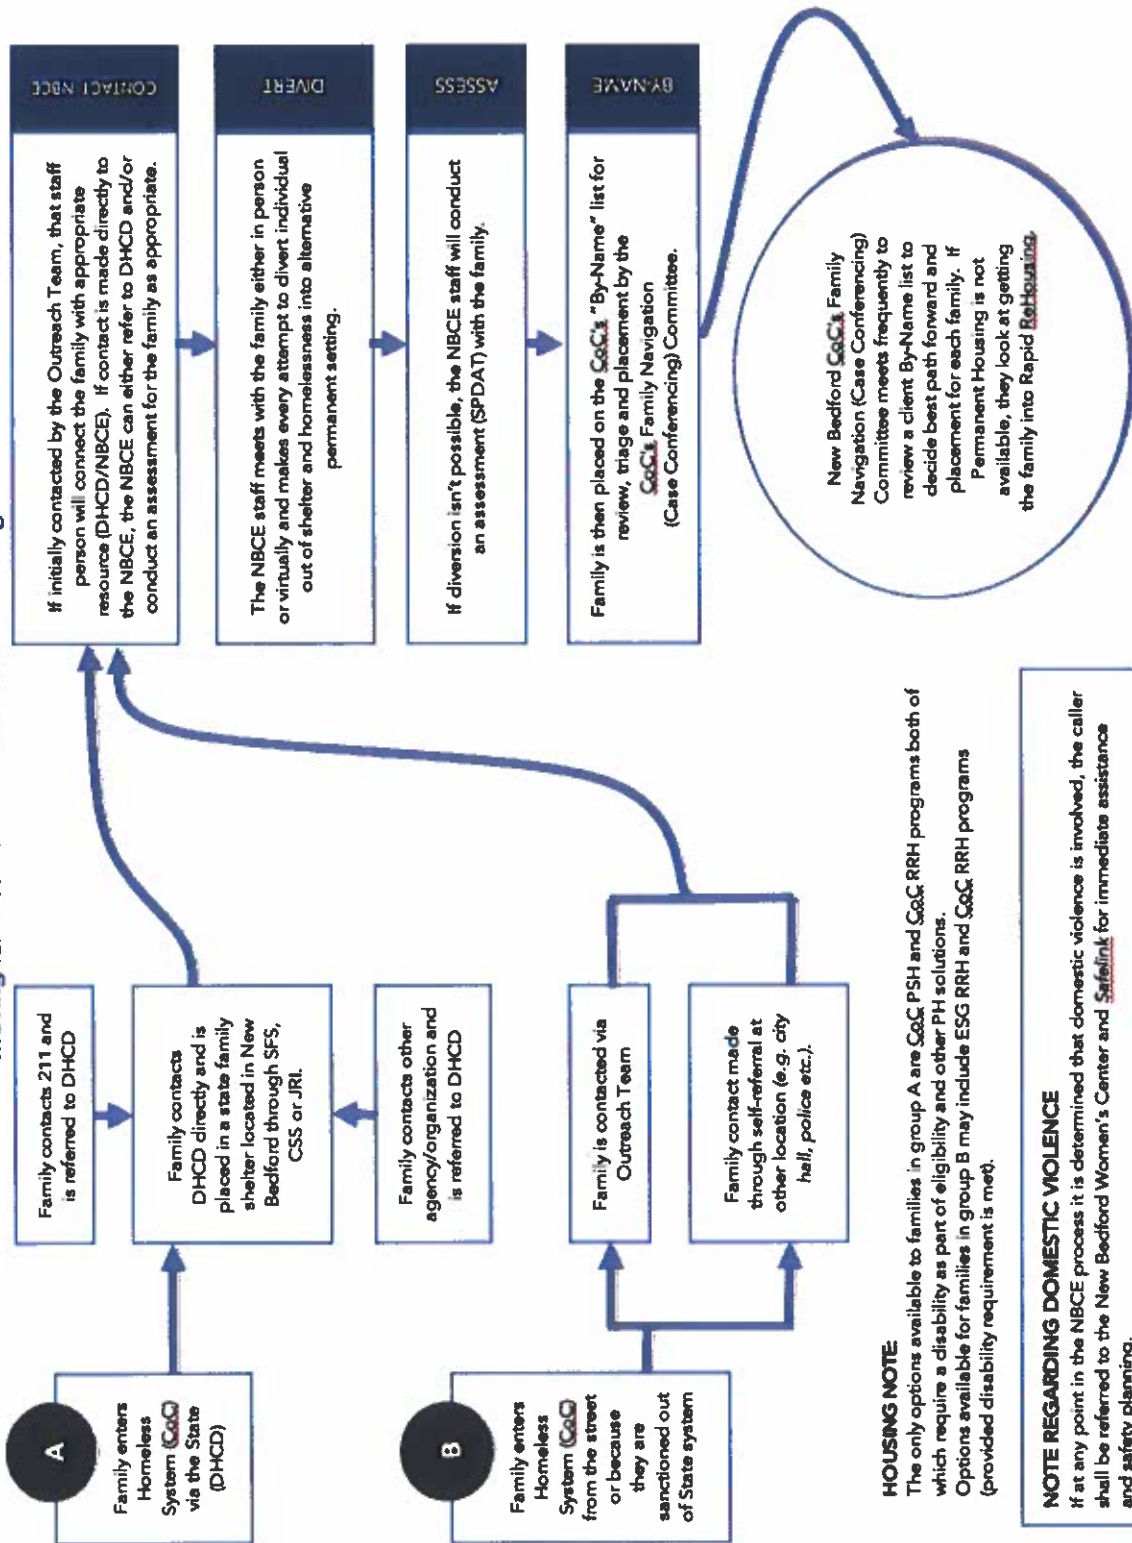 A
Family enters
Homeless
System (CoC)
via the State
(DHCD)
Family contacts 211 and
is referred to DHCD
Family contacts
DHCD directly and is
placed in a state family
shelter located in New
Bedford through SFS,
CSS or JRI.
Family contacts other
agency/organization and
is referred to DHCD
B
Family enters
Homeless
System (CoC)
from the street
or because
they are
sanctioned out
of State system
Family is contacted via
Outreach Team
Family contact made
through self-referral at
other location (e.g. city
hall, police etc.).
CONTACT NBCE
If initially contacted by the Outreach Team, that staff
person will connect the family with appropriate
resource (DHCD/NBCE). If contact is made directly to
the NBCE, the NBCE can either refer to DHCD and/or
conduct an assessment for the family as appropriate.
DIVERT
The NBCE staff meets with the family either in person
or virtually and makes every attempt to divert individual
out of shelter and homelessness into alternative
permanent setting.
ASSESS
If diversion isn't possible, the NBCE staff will conduct
an assessment (SPDAT) with the family.
BY-NAME
Family is then placed on the CoC's "By-Name" list for
review, triage and placement by the
CoC's Family Navigation
(Case Conferencing) Committee.
New Bedford CoC's Family
Navigation (Case Conferencing)
Committee meets frequently to
review a client By-Name list to
decide best path forward and
placement for each family. If
Permanent Housing is not
available, they look at getting
the family into Rapid ReHousing.
HOUSING NOTE:
The only options available to families in group A are CoC PSH and CoC RRH programs both of
which require a disability as part of eligibility and other PH solutions.
Options available for families in group B may include ESG RRH and CoC RRH programs
(provided disability requirement is met).
NOTE REGARDING DOMESTIC VIOLENCE
If at any point in the NBCE process it is determined that domestic violence is involved, the caller
shall be referred to the New Bedford Women's Center and Safelink for immediate assistance
and safety planning.